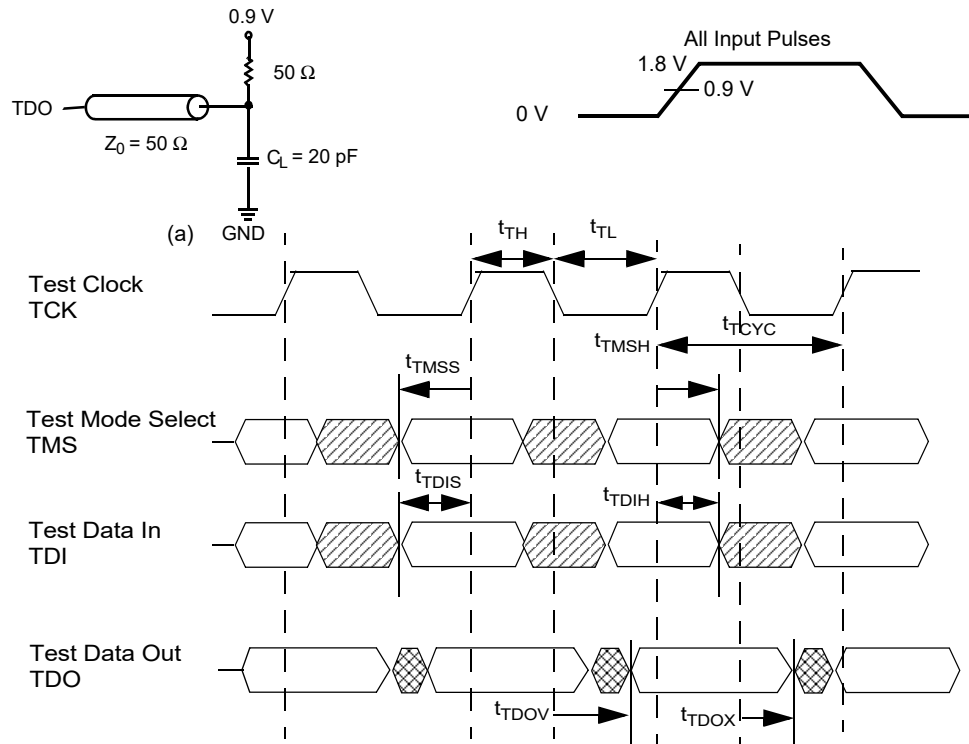 0.9 V
50 Ω
TDO
Z0 = 50 Ω
CL = 20 pF
(a)
GND
All Input Pulses
1.8 V
0.9 V
0 V
tTH
tTL
Test Clock
TCK
tTCYC
tTMSH
tTMSS
Test Mode Select
TMS
tTDIS
tTDIH
Test Data In
TDI
Test Data Out
TDO
tTDOV
tTDOX